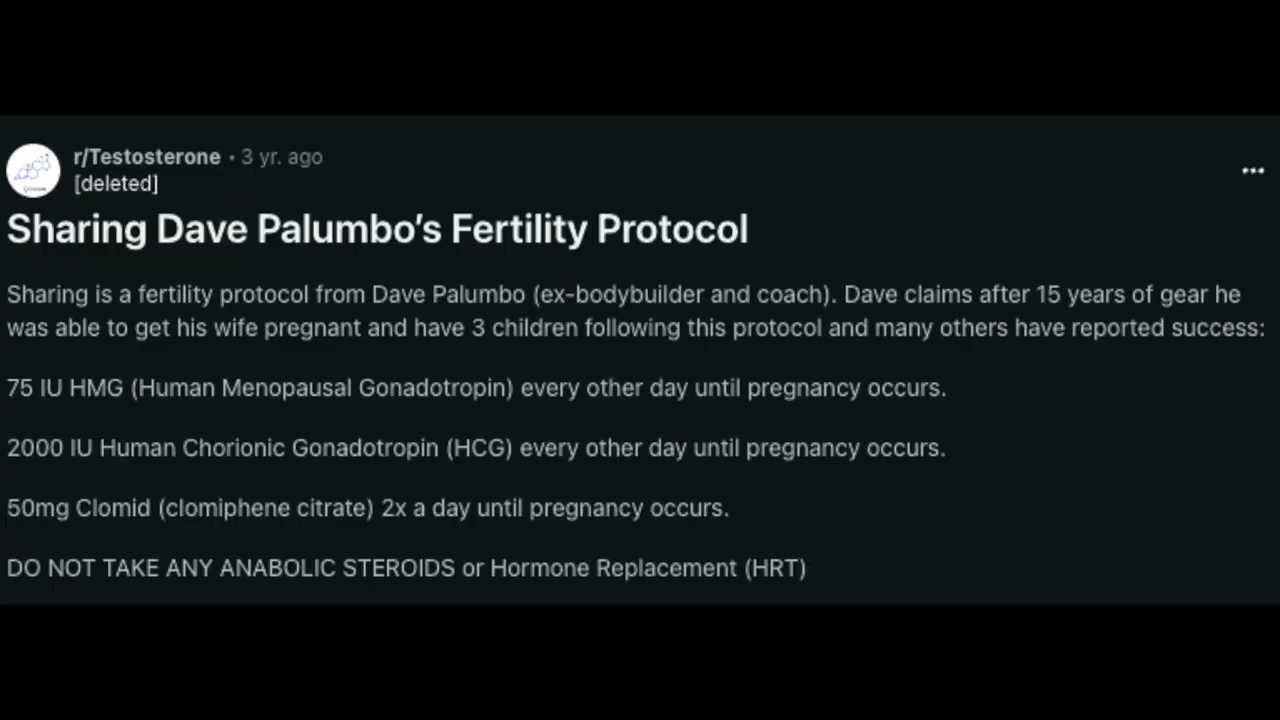 r/Testosterone • 3 yr. ago
[deleted]
Sharing Dave Palumbo's Fertility Protocol
Sharing is a fertility protocol from Dave Palumbo (ex-bodybuilder and coach). Dave claims after 15 years of gear he
was able to get his wife pregnant and have 3 children following this protocol and many others have reported success:
75 IU HMG (Human Menopausal Gonadotropin) every other day until pregnancy occurs.
2000 IU Human Chorionic Gonadotropin (HCG) every other day until pregnancy occurs.
50mg Clomid (clomiphene citrate) 2x a day until pregnancy occurs.
DO NOT TAKE ANY ANABOLIC STEROIDS or Hormone Replacement (HRT)